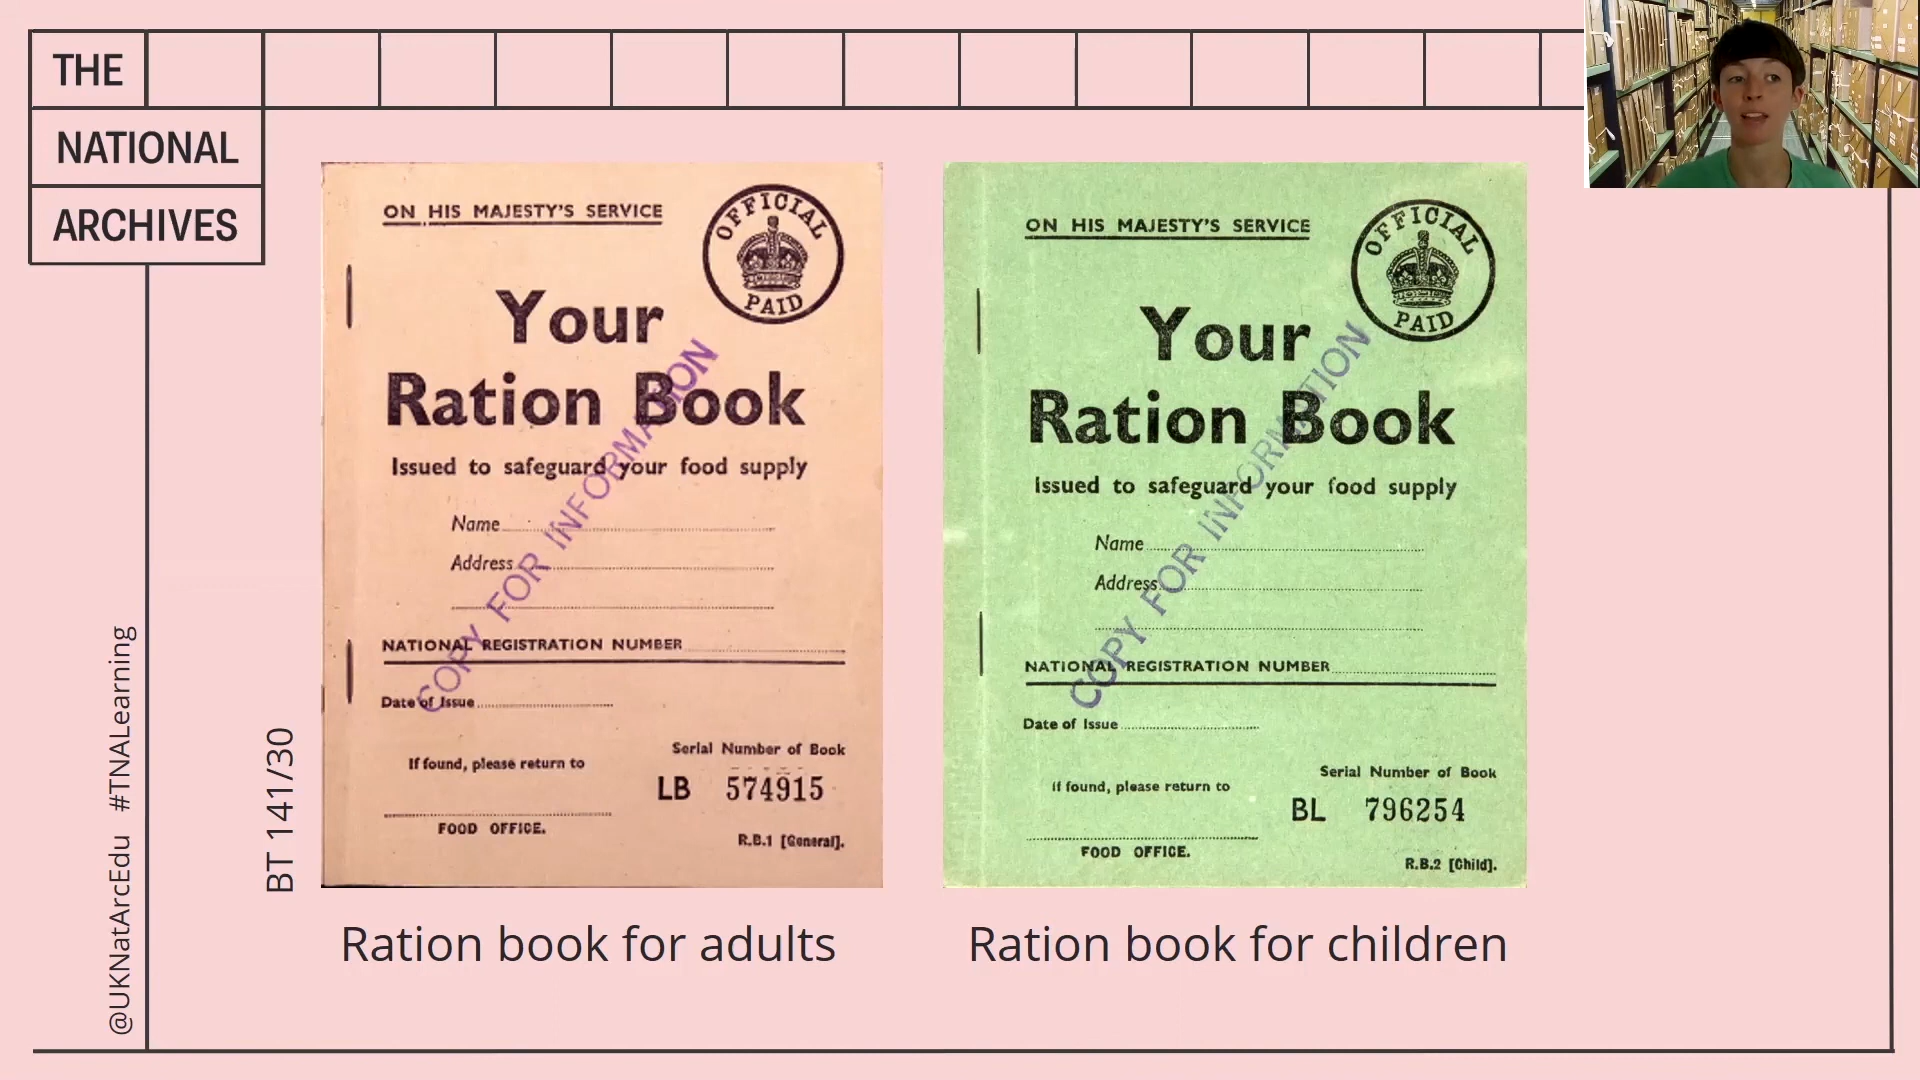 THE
NATIONAL
ARCHIVES
@UKNatArcEdu #TNALearning
BT 141/30
ON HIS MAJESTY'S SERVICE
OFFICIAL
PAID
Your
Ration Book
Issued to safeguard your food supply
Name
Address
NATIONAL REGISTRATION NUMBER
Date of Issue
If found, please return to
FOOD OFFICE.
Serial Number of Book
LB 574915
R.B.1 [General].
COPY FOR INFORMATION
Ration book for adults
ON HIS MAJESTY'S SERVICE
OFFICIAL
PAID
Your
Ration Book
Issued to safeguard your food supply
Name
Address
NATIONAL REGISTRATION NUMBER
Date of Issue
If found, please return to
FOOD OFFICE.
Serial Number of Book
BL 796254
R.B.2 [Child].
COPY FOR INFORMATION
Ration book for children